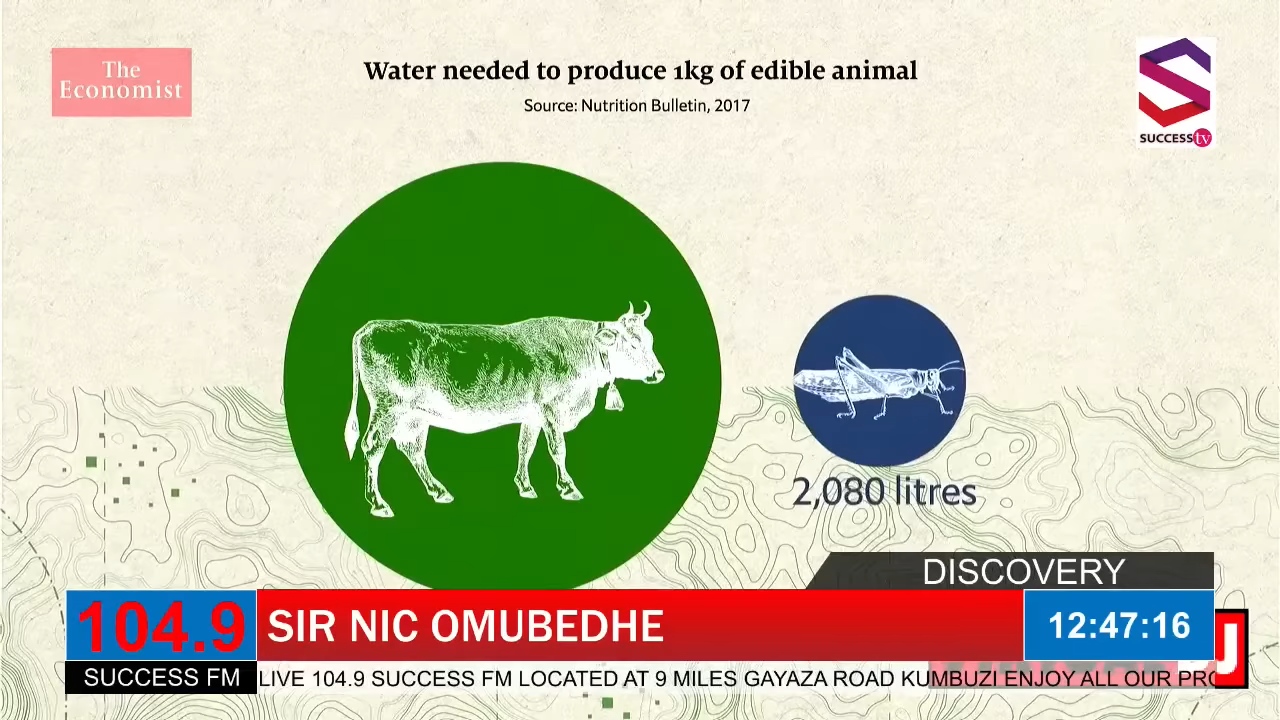 The
Economist
Water needed to produce 1kg of edible animal
Source: Nutrition Bulletin, 2017
SUCCESS tv
2,080 litres
DISCOVERY
104.9
SIR NIC OMUBEDHE
12:47:16
SUCCESS FM
LIVE 104.9 SUCCESS FM LOCATED AT 9 MILES GAYAZA ROAD KUMBUZI ENJOY ALL OUR PRO